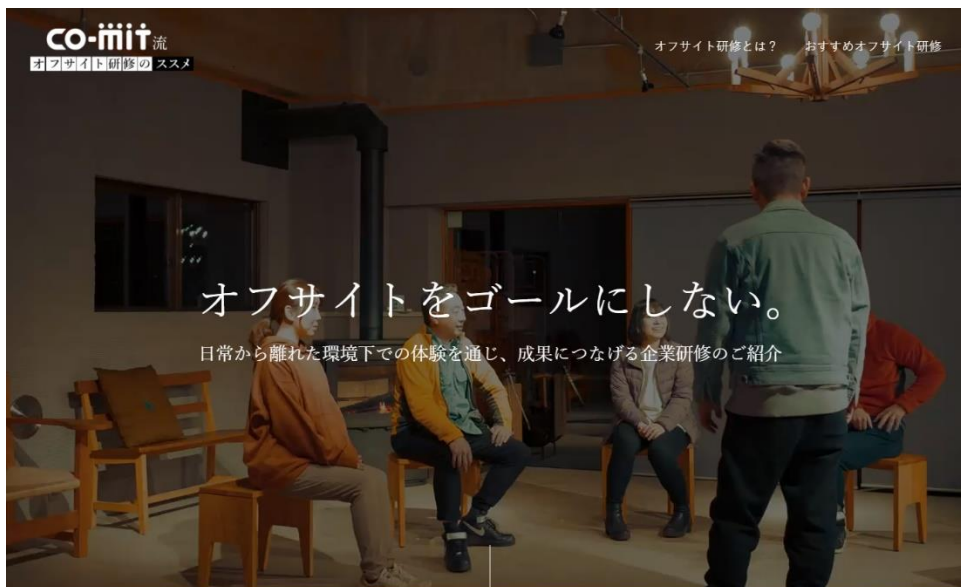 co-mit流
オフサイト研修のススメ
オフサイト研修とは？
おすすめオフサイト研修
オフサイトをゴールにしない。
日常から離れた環境下での体験を通じ、成果につなげる企業研修のご紹介